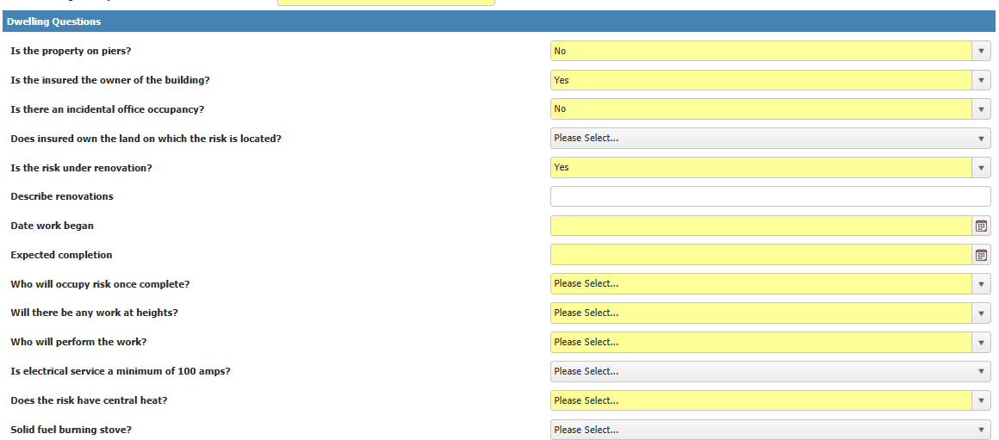 Dwelling Questions
Is the property on piers? No
Is the insured the owner of the building? Yes
Is there an incidental office occupancy? No
Does insured own the land on which the risk is located? Please Select...
Is the risk under renovation? Yes
Describe renovations
Date work began
Expected completion
Who will occupy risk once complete? Please Select...
Will there be any work at heights? Please Select...
Who will perform the work? Please Select...
Is electrical service a minimum of 100 amps? Please Select...
Does the risk have central heat? Please Select...
Solid fuel burning stove? Please Select...